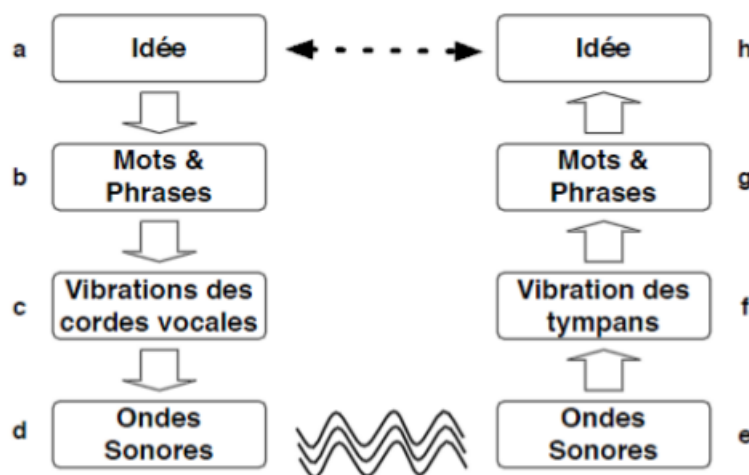 a
Idée
Idée
h
b
Mots &
Phrases
Mots &
Phrases
g
c
Vibrations des
cordes vocales
Vibration des
tympans
f
d
Ondes
Sonores
Ondes
Sonores
e